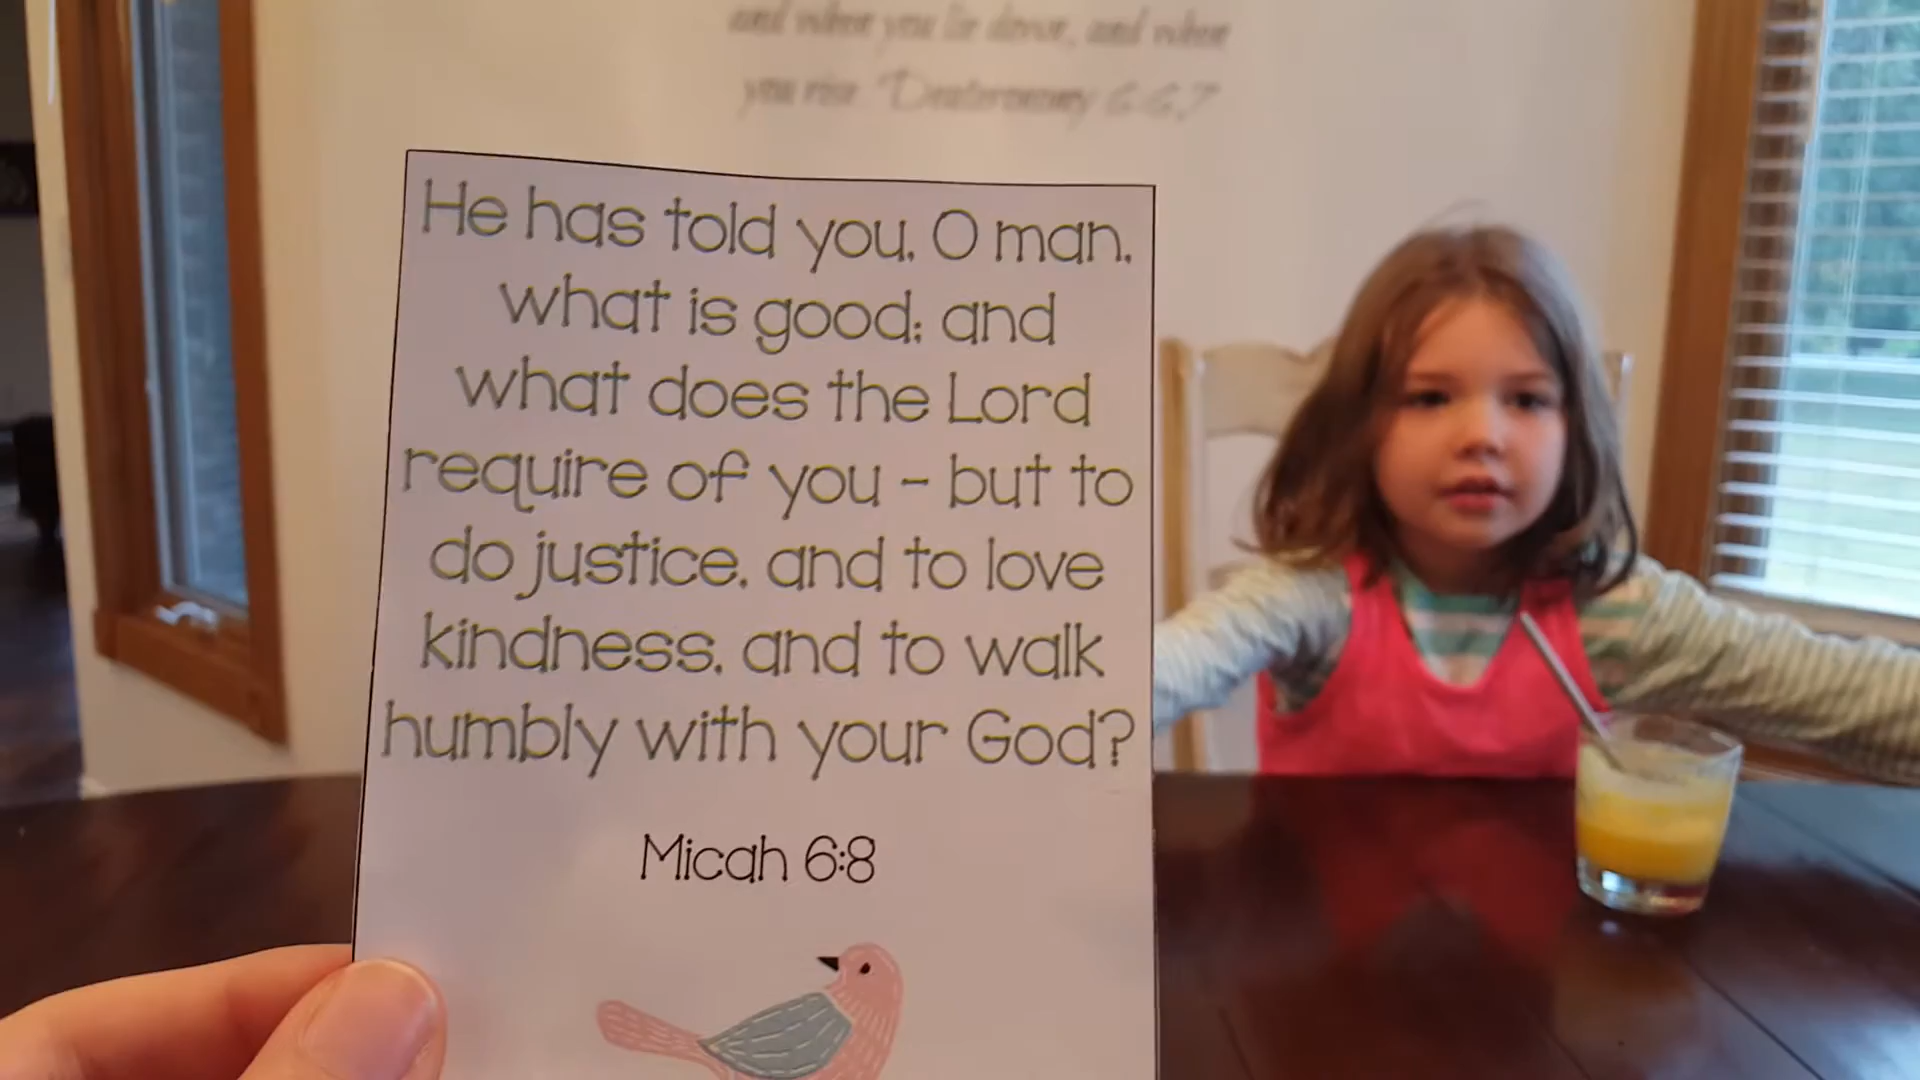 and when you lie down, and when
you rise. "Deuteronomy 6:6,7
He has told you, O man,
what is good; and
what does the Lord
require of you – but to
do justice, and to love
kindness, and to walk
humbly with your God?
Micah 6:8